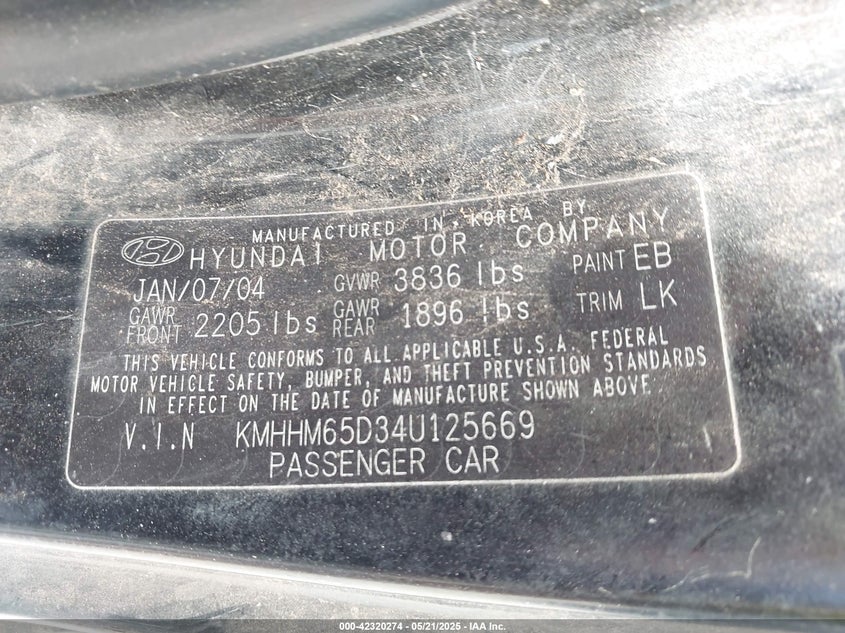 MANUFACTURED IN KOREA BY
HYUNDAI MOTOR COMPANY
JAN/07/04 GVWR 3836 lbs PAINT EB
GAWR FRONT 2205 lbs GAWR REAR 1896 lbs TRIM LK
THIS VEHICLE CONFORMS TO ALL APPLICABLE U.S.A. FEDERAL
MOTOR VEHICLE SAFETY, BUMPER, AND THEFT PREVENTION STANDARDS
IN EFFECT ON THE DATE OF MANUFACTURE SHOWN ABOVE.
V.I.N KMHHM65D34U125669
PASSENGER CAR
000-42320274 - 05/21/2025 - IAA Inc.